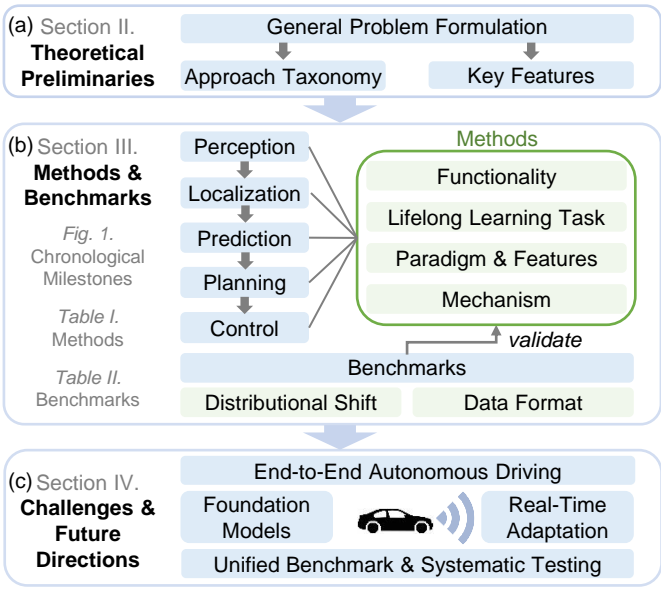 (a) Section II.
Theoretical
Preliminaries
General Problem Formulation
Approach Taxonomy
Key Features
(b) Section III.
Methods &
Benchmarks
Fig. 1.
Chronological
Milestones
Table I.
Methods
Table II.
Benchmarks
Perception
Localization
Prediction
Planning
Control
Methods
Functionality
Lifelong Learning Task
Paradigm & Features
Mechanism
validate
Benchmarks
Distributional Shift
Data Format
(c) Section IV.
Challenges &
Future
Directions
End-to-End Autonomous Driving
Foundation
Models
Real-Time
Adaptation
Unified Benchmark & Systematic Testing